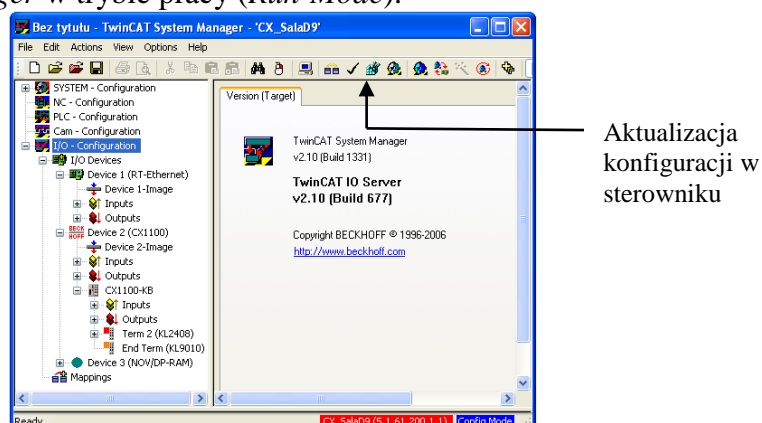 ger w trybie pracy (Run Mode).
Bez tytułu - TwinCAT System Manager - 'CX_SalaD9'
File Edit Actions View Options Help
SYSTEM - Configuration
NC - Configuration
PLC - Configuration
Cam - Configuration
I/O - Configuration
I/O Devices
Device 1 (RT-Ethernet)
Device 1-Image
Inputs
Outputs
BECK
HOFF
Device 2 (CX1100)
Device 2-Image
Inputs
Outputs
CX1100-KB
Inputs
Outputs
Term 2 (KL2408)
End Term (KL9010)
Device 3 (NOV/DP-RAM)
Mappings
Version (Target)
TwinCAT System Manager
v2.10 (Build 1331)
TwinCAT IO Server
v2.10 (Build 677)
Copyright BECKHOFF © 1996-2006
http://www.beckhoff.com
Ready
CX_SalaD9 (5.1.61.200.1.1) Config Mode
Aktualizacja
konfiguracji w
sterowniku